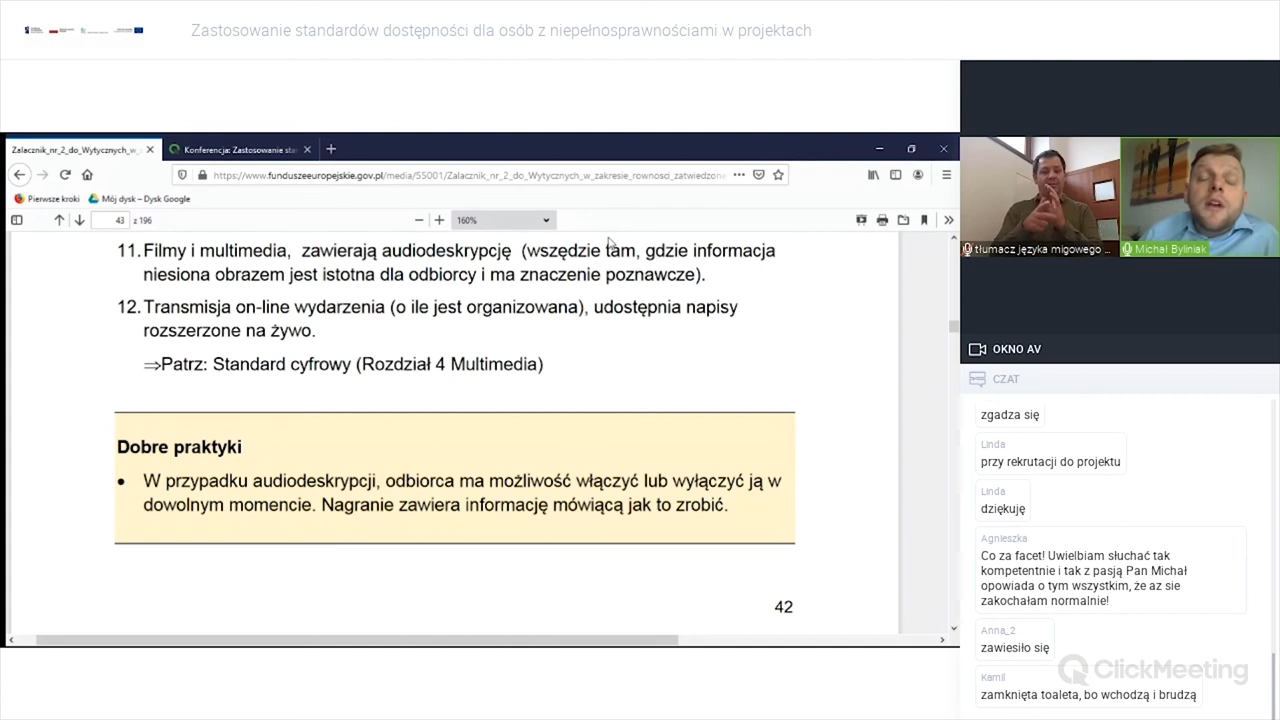 Zastosowanie standardów dostępności dla osób z niepełnosprawnościami w projektach
Zalacznik_nr_2_do_Wytycznych_w_z
Konferencja: Zastosowanie sta
https://www.funduszeeuropejskie.gov.pl/media/55001/Zalacznik_nr_2_do_Wytycznych_w_zakresie_rownosci_zatwiedzone
Pierwsze kroki
Mój dysk – Dysk Google
43 z 196
160%
11. Filmy i multimedia, zawierają audiodeskrypcję (wszędzie tam, gdzie informacja
niesiona obrazem jest istotna dla odbiorcy i ma znaczenie poznawcze).
12. Transmisja on-line wydarzenia (o ile jest organizowana), udostępnia napisy
rozszerzone na żywo.
⇒Patrz: Standard cyfrowy (Rozdział 4 Multimedia)
Dobre praktyki
• W przypadku audiodeskrypcji, odbiorca ma możliwość włączyć lub wyłączyć ją w
dowolnym momencie. Nagranie zawiera informację mówiącą jak to zrobić.
42
tłumacz języka migowego ...
Michał Byliniak
OKNO AV
CZAT
zgadza się
Linda
przy rekrutacji do projektu
Linda
dziękuję
Agnieszka
Co za facet! Uwielbiam słuchać tak
kompetentnie i tak z pasją Pan Michał
opowiada o tym wszystkim, że az sie
zakochałam normalnie!
Anna_2
zawiesiło się
Kamil
zamknięta toaleta, bo wchodzą i brudzą
ClickMeeting